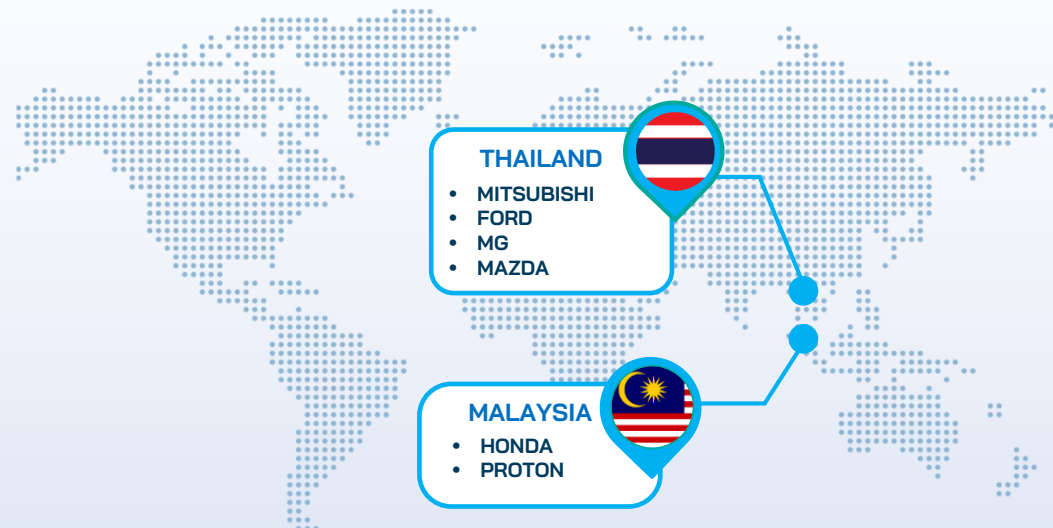 THAILAND
• MITSUBISHI
• FORD
• MG
• MAZDA
MALAYSIA
• HONDA
• PROTON